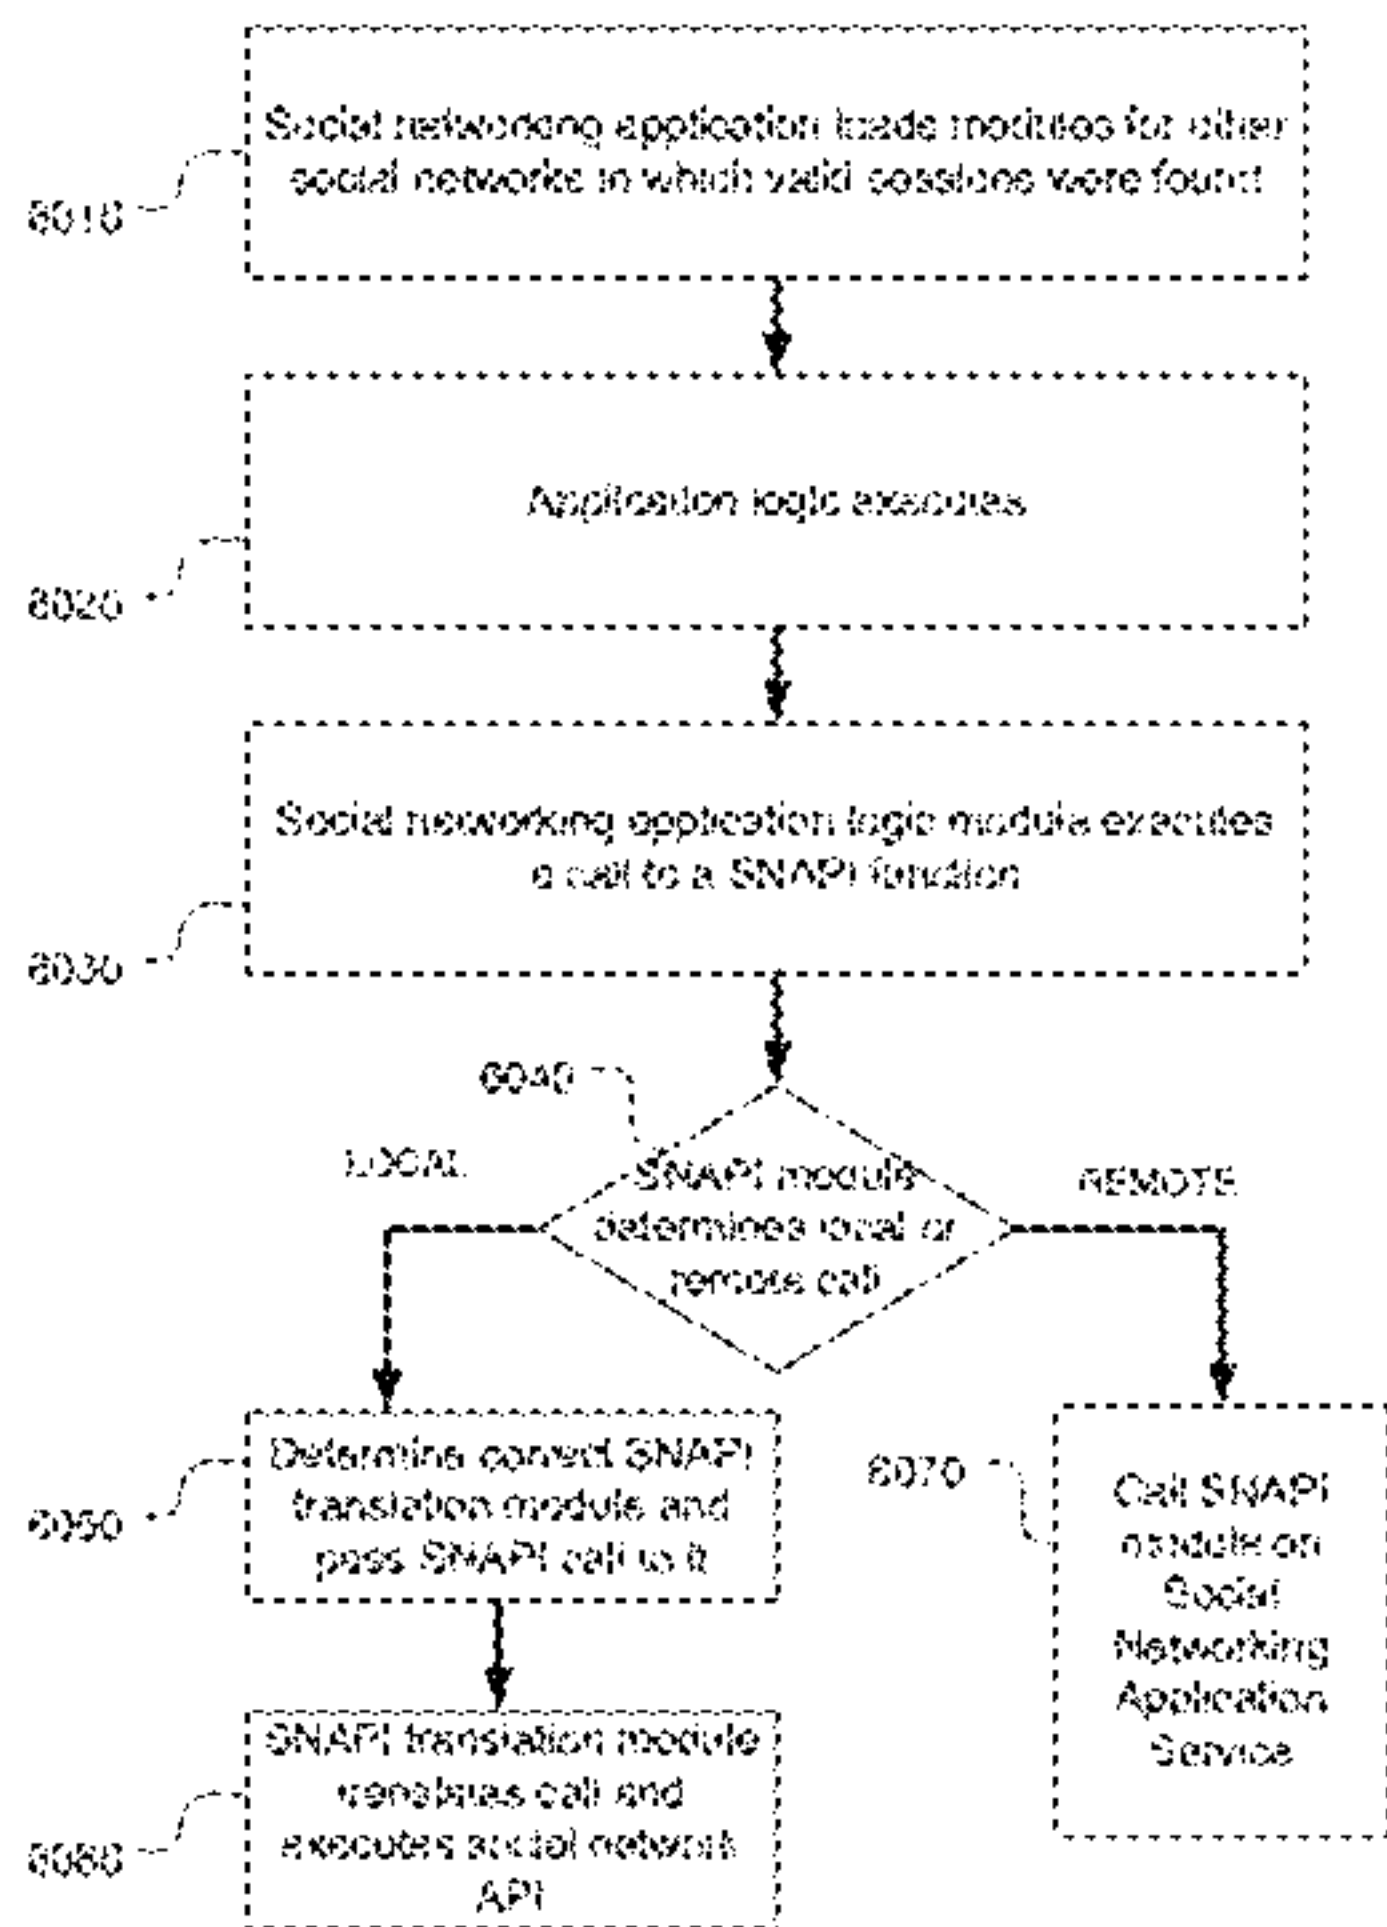 Social networking application loads modules for other
social networks in which valid sessions were found
6010
Application logic executes
6020
Social networking application logic module executes
a call to a SNAPI function
6030
6040
LOCAL
SNAPI module
determines local or
remote call
REMOTE
Determine correct SNAPI
translation module and
pass SNAPI call to it
6050
6070
Call SNAPI
module on
Social
Networking
Application
Service
SNAPI translation module
translates call and
executes social network
API
6060